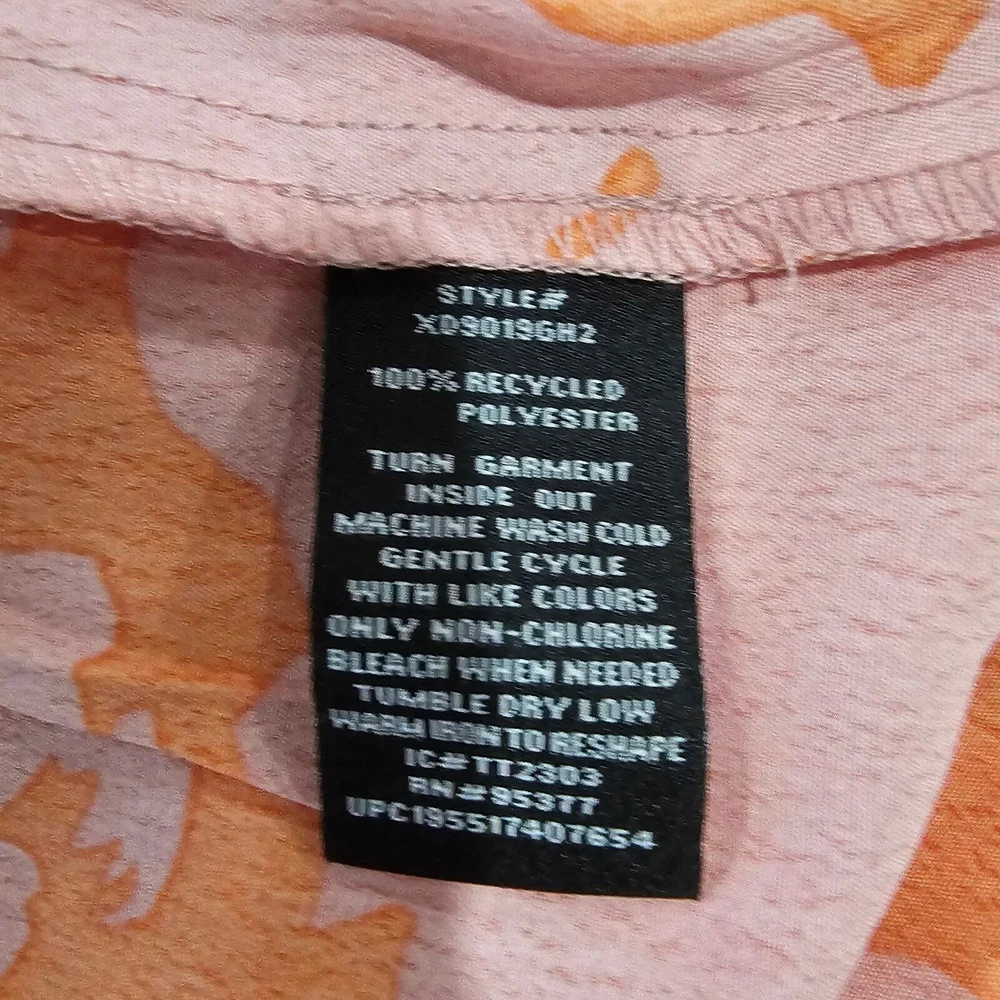 STYLE#
XD9019GH2
100% RECYCLED
POLYESTER
TURN GARMENT
INSIDE OUT
MACHINE WASH COLD
GENTLE CYCLE
WITH LIKE COLORS
ONLY NON-CHLORINE
BLEACH WHEN NEEDED
TUMBLE DRY LOW
WARM IRON TO RESHAPE
IC# TT2303
RN# 95377
UPC195517407654